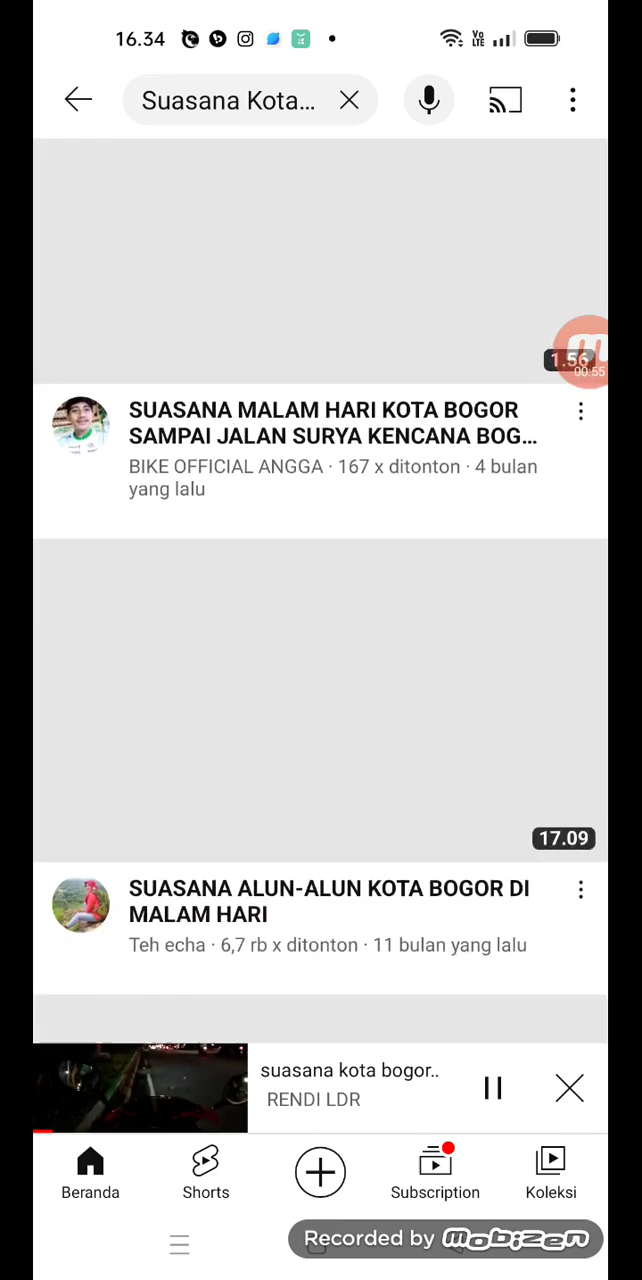 16.34
Vo LTE
Suasana Kota...
1.56
00:55
SUASANA MALAM HARI KOTA BOGOR
SAMPAI JALAN SURYA KENCANA BOG...
BIKE OFFICIAL ANGGA · 167 x ditonton · 4 bulan
yang lalu
17.09
SUASANA ALUN-ALUN KOTA BOGOR DI
MALAM HARI
Teh echa · 6,7 rb x ditonton · 11 bulan yang lalu
suasana kota bogor..
RENDI LDR
Beranda
Shorts
Subscription
Koleksi
Recorded by mobizen